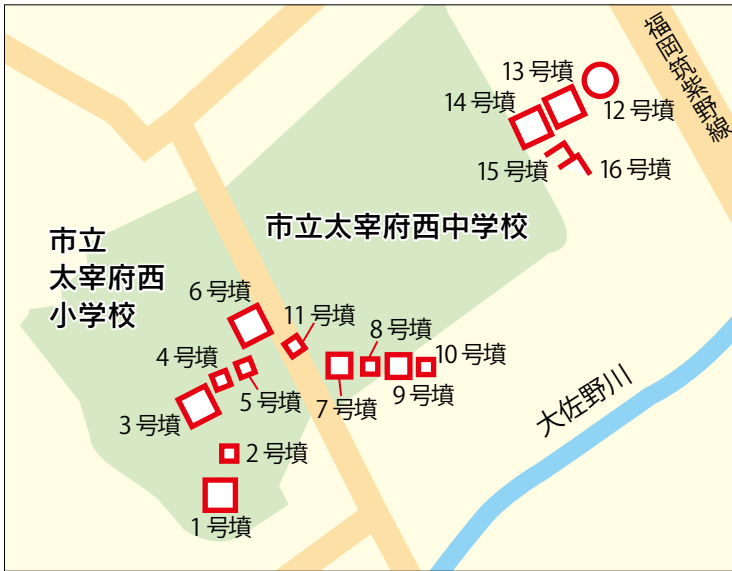 福岡筑紫野線
13号墳
14号墳
12号墳
15号墳
16号墳
市立太宰府西中学校
市立
太宰府西
小学校
6号墳
11号墳
8号墳
4号墳
10号墳
5号墳
7号墳
9号墳
3号墳
大佐野川
2号墳
1号墳